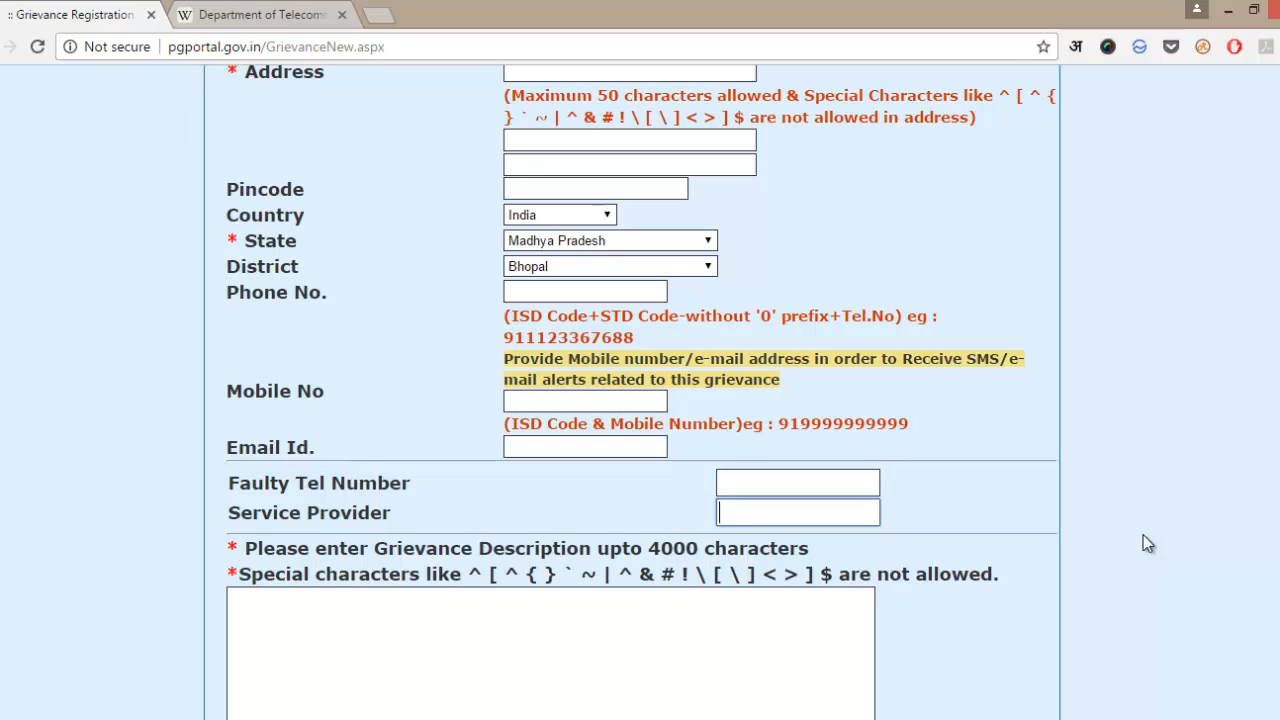 :: Grievance Registration
Department of Telecom
Not secure
pgportal.gov.in/GrievanceNew.aspx
अ
* Address
(Maximum 50 characters allowed & Special Characters like ^ [ ^ {
} ` ~ | ^ & # ! \ [ \ ] < > ] $ are not allowed in address)
Pincode
Country
India
* State
Madhya Pradesh
District
Bhopal
Phone No.
(ISD Code+STD Code-without '0' prefix+Tel.No) eg :
911123367688
Provide Mobile number/e-mail address in order to Receive SMS/e-
mail alerts related to this grievance
Mobile No
(ISD Code & Mobile Number)eg : 919999999999
Email Id.
Faulty Tel Number
Service Provider
* Please enter Grievance Description upto 4000 characters
*Special characters like ^ [ ^ { } ` ~ | ^ & # ! \ [ \ ] < > ] $ are not allowed.